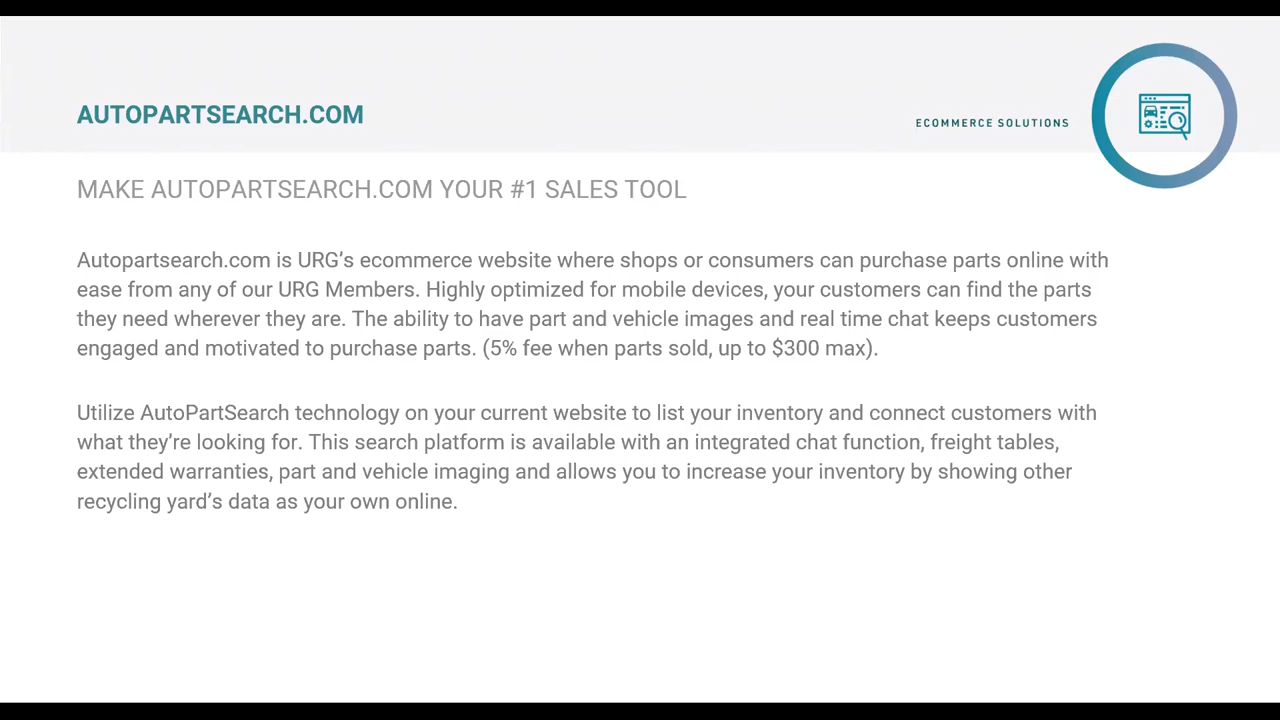 AUTOPARTSEARCH.COM
ECOMMERCE SOLUTIONS
MAKE AUTOPARTSEARCH.COM YOUR #1 SALES TOOL
Autopartsearch.com is URG’s ecommerce website where shops or consumers can purchase parts online with
ease from any of our URG Members. Highly optimized for mobile devices, your customers can find the parts
they need wherever they are. The ability to have part and vehicle images and real time chat keeps customers
engaged and motivated to purchase parts. (5% fee when parts sold, up to $300 max).
Utilize AutoPartSearch technology on your current website to list your inventory and connect customers with
what they’re looking for. This search platform is available with an integrated chat function, freight tables,
extended warranties, part and vehicle imaging and allows you to increase your inventory by showing other
recycling yard’s data as your own online.